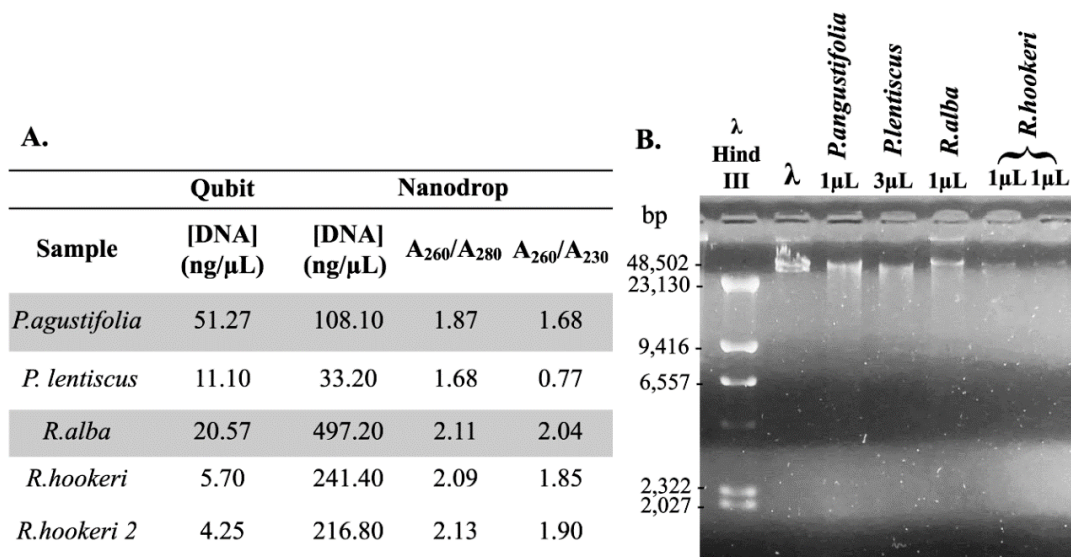 A.
Qubit Nanodrop
Sample [DNA] (ng/µL) [DNA] (ng/µL) A260/A280 A260/A230
P.agustifolia 51.27 108.10 1.87 1.68
P. lentiscus 11.10 33.20 1.68 0.77
R.alba 20.57 497.20 2.11 2.04
R.hookeri 5.70 241.40 2.09 1.85
R.hookeri 2 4.25 216.80 2.13 1.90
B.
λ Hind III
λ
P.angustifolia
P.lentiscus
R.alba
R.hookeri
1µL 3µL 1µL 1µL 1µL
bp
48,502
23,130
9,416
6,557
2,322
2,027